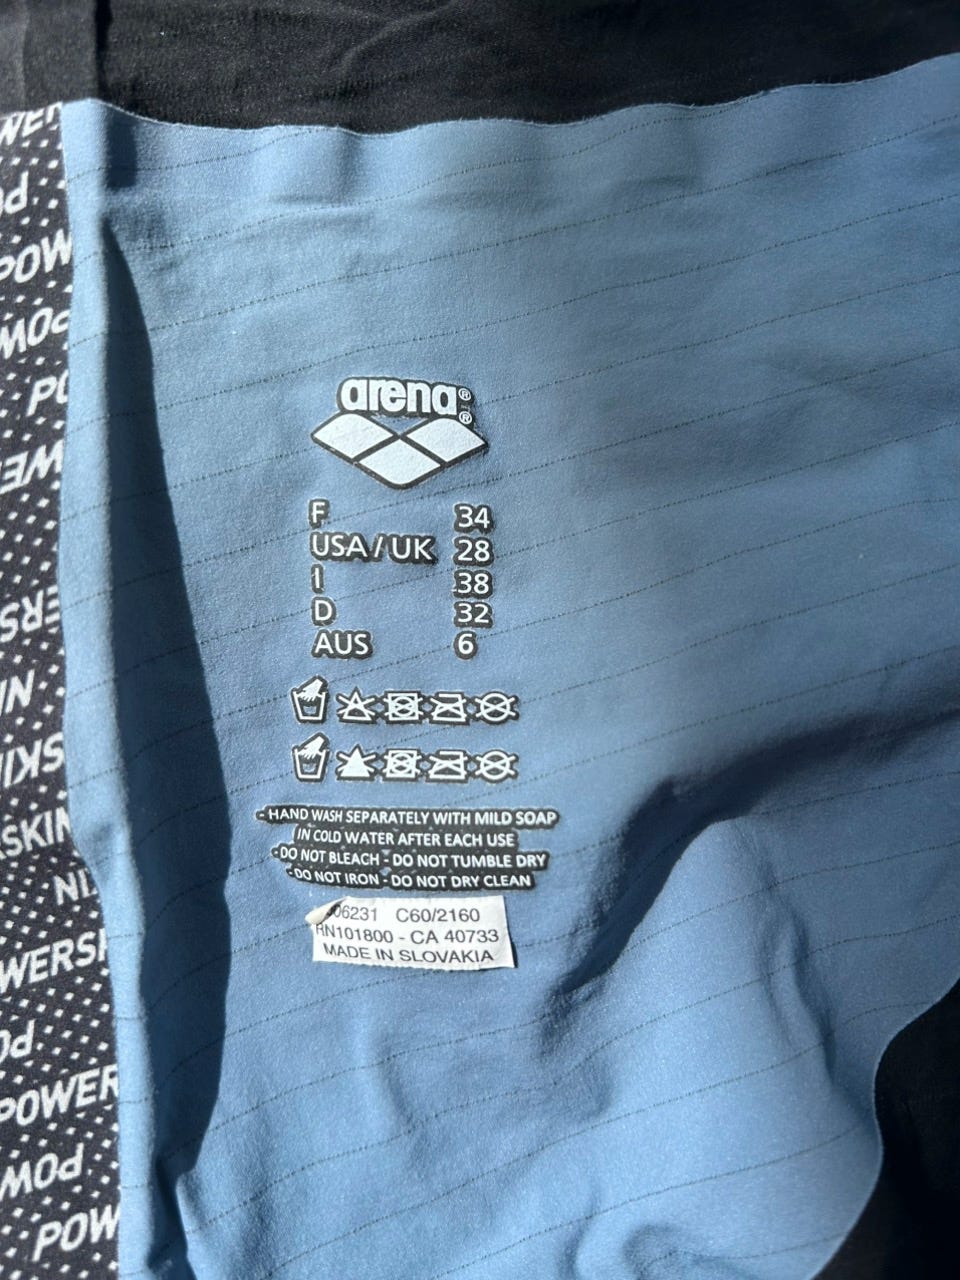 arena®
®
F 34
USA / UK 28
I 38
D 32
AUS 6
- HAND WASH SEPARATELY WITH MILD SOAP
IN COLD WATER AFTER EACH USE
- DO NOT BLEACH - DO NOT TUMBLE DRY
- DO NOT IRON - DO NOT DRY CLEAN
06231 C60/2160
RN101800 - CA 40733
MADE IN SLOVAKIA
POWER
POW